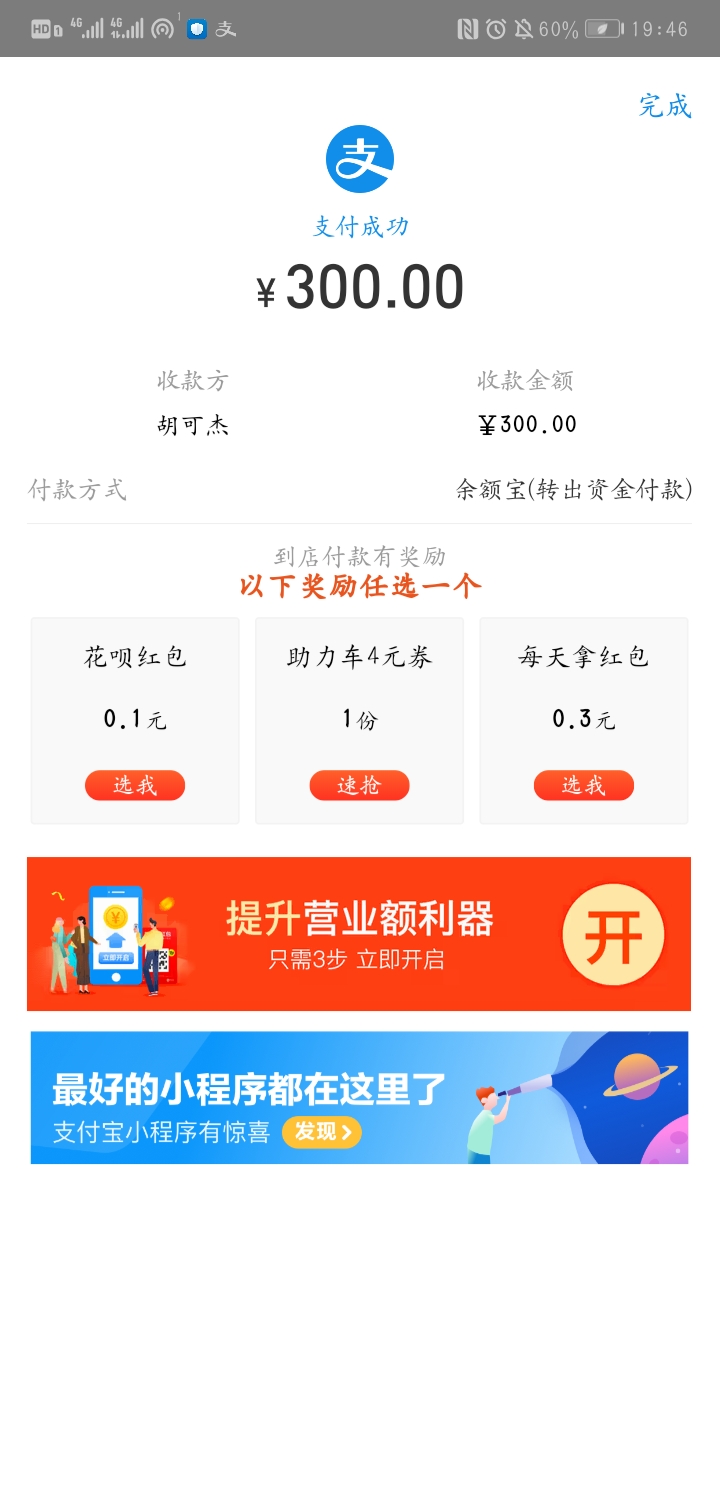 HD 1 4G 4G 1 支 60% 19:46
完成
支
支付成功
¥300.00
收款方 收款金额
胡可杰 ¥300.00
付款方式 余额宝(转出资金付款)
到店付款有奖励
以下奖励任选一个
花呗红包 助力车4元券 每天拿红包
0.1元 1份 0.3元
选我 速抢 选我
提升营业额利器
只需3步 立即开启
立即开启
开
最好的小程序都在这里了
支付宝小程序有惊喜 发现